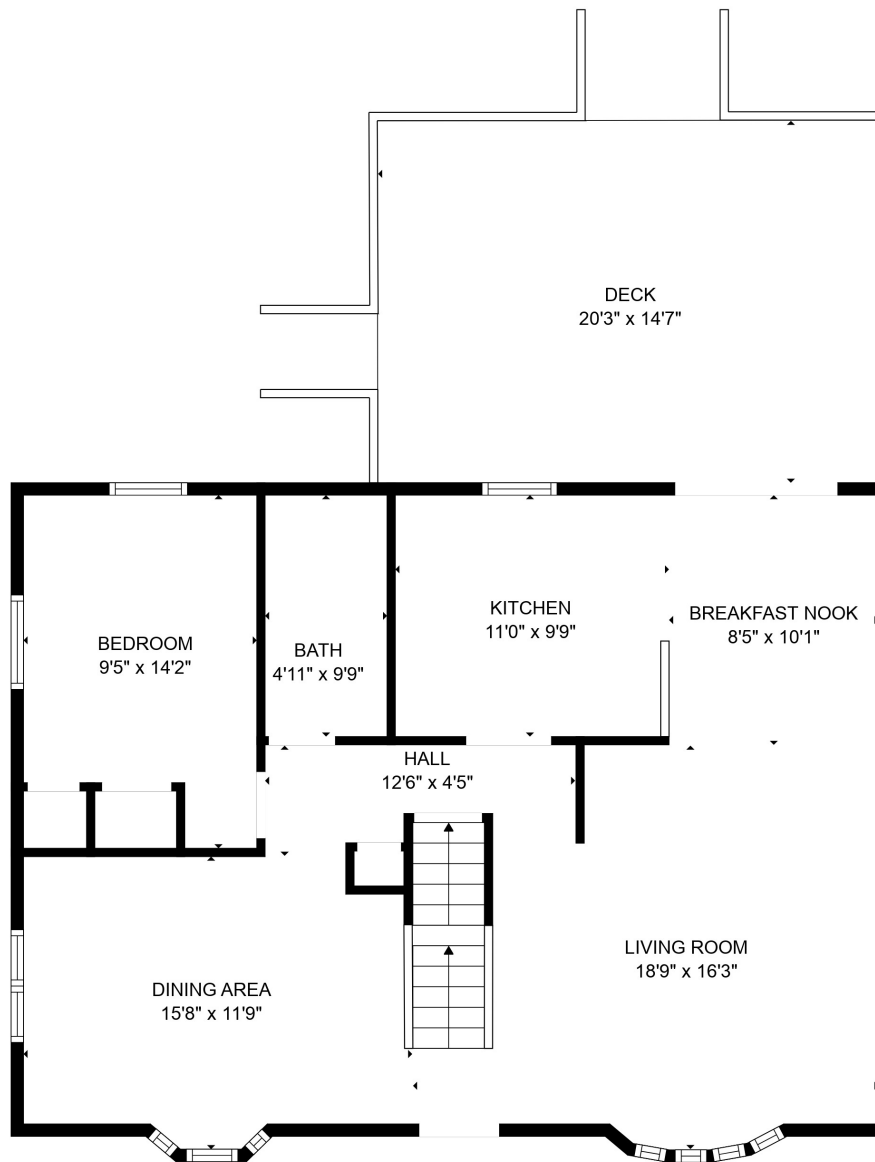 DECK
20'3" x 14'7"
KITCHEN
11'0" x 9'9"
BREAKFAST NOOK
8'5" x 10'1"
BEDROOM
9'5" x 14'2"
BATH
4'11" x 9'9"
HALL
12'6" x 4'5"
LIVING ROOM
18'9" x 16'3"
DINING AREA
15'8" x 11'9"